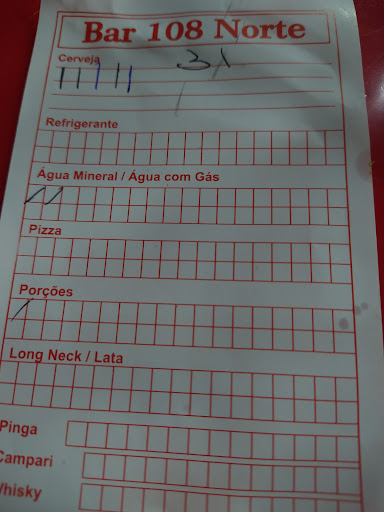 Bar 108 Norte
Cerveja
31
Refrigerante
Água Mineral / Água com Gás
Pizza
Porções
Long Neck / Lata
Pinga
Campari
Whisky